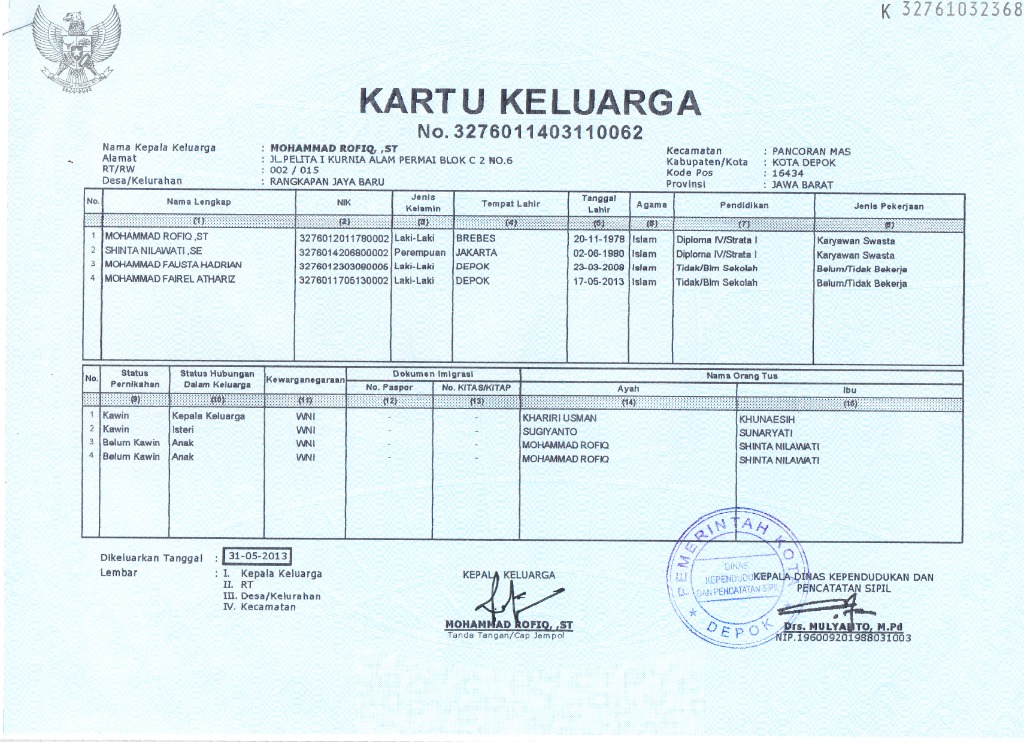 K 32761032368
KARTU KELUARGA
No. 3276011403110062
Nama Kepala Keluarga : MOHAMMAD ROFIQ, ,ST
Alamat : JL.PELITA I KURNIA ALAM PERMAI BLOK C 2 NO.6
RT/RW : 002 / 015
Desa/Kelurahan : RANGKAPAN JAYA BARU
Kecamatan : PANCORAN MAS
Kabupaten/Kota : KOTA DEPOK
Kode Pos : 16434
Provinsi : JAWA BARAT
No. Nama Lengkap NIK Jenis Kelamin Tempat Lahir Tanggal Lahir Agama Pendidikan Jenis Pekerjaan
(1) (2) (3) (4) (5) (6) (7) (8)
1 MOHAMMAD ROFIQ ,ST 3276012011780002 Laki-Laki BREBES 20-11-1978 Islam Diploma IV/Strata I Karyawan Swasta
2 SHINTA NILAWATI ,SE 3276014206800002 Perempuan JAKARTA 02-06-1980 Islam Diploma IV/Strata I Karyawan Swasta
3 MOHAMMAD FAUSTA HADRIAN 3276012303080006 Laki-Laki DEPOK 23-03-2008 Islam Tidak/Blm Sekolah Belum/Tidak Bekerja
4 MOHAMMAD FAIREL ATHARIZ 3276011705130002 Laki-Laki DEPOK 17-05-2013 Islam Tidak/Blm Sekolah Belum/Tidak Bekerja
No. Status Pernikahan Status Hubungan Dalam Keluarga Kewarganegaraan Dokumen Imigrasi Nama Orang Tua
No. Paspor No. KITAS/KITAP Ayah Ibu
(9) (10) (11) (12) (13) (14) (15)
1 Kawin Kepala Keluarga WNI - - KHARIRI USMAN KHUNAESIH
2 Kawin Isteri WNI - - SUGIYANTO SUNARYATI
3 Belum Kawin Anak WNI - - MOHAMMAD ROFIQ SHINTA NILAWATI
4 Belum Kawin Anak WNI - - MOHAMMAD ROFIQ SHINTA NILAWATI
Dikeluarkan Tanggal : 31-05-2013
Lembar : I. Kepala Keluarga
II. RT
III. Desa/Kelurahan
IV. Kecamatan
KEPALA KELUARGA
MOHAMMAD ROFIQ, ,ST
Tanda Tangan/Cap Jempol
PEMERINTAH KOTA
DINAS
KEPENDUDUKAN
DAN PENCATATAN SIPIL
DEPOK
KEPALA DINAS KEPENDUDUKAN DAN
PENCATATAN SIPIL
Drs. MULYAMTO, M.Pd
NIP.196009201988031003